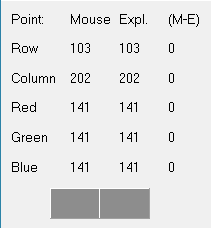 Point: Mouse Expl. (M-E)
Row 103 103 0
Column 202 202 0
Red 141 141 0
Green 141 141 0
Blue 141 141 0